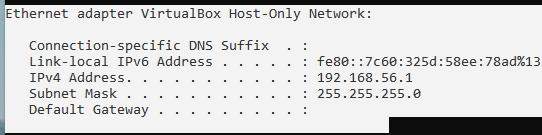 Ethernet adapter VirtualBox Host-Only Network:
Connection-specific DNS Suffix  . :
Link-local IPv6 Address . . . . . : fe80::7c60:325d:58ee:78ad%13
IPv4 Address. . . . . . . . . . . : 192.168.56.1
Subnet Mask . . . . . . . . . . . : 255.255.255.0
Default Gateway . . . . . . . . . :